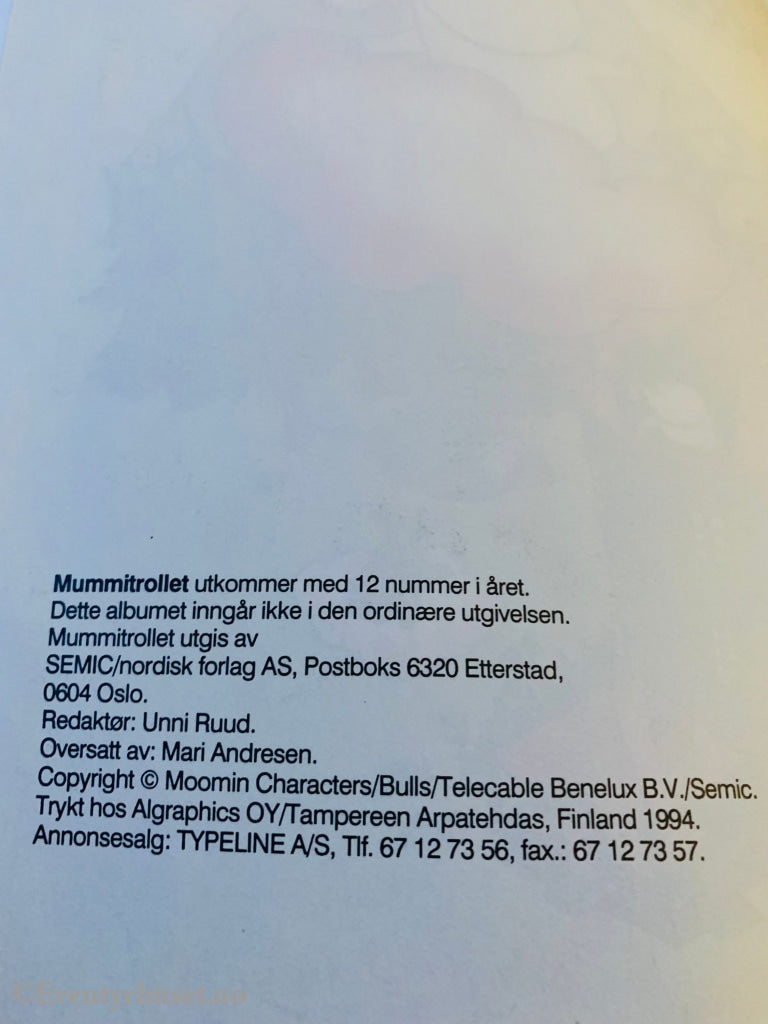 Mummitrollet utkommer med 12 nummer i året.
Dette albumet inngår ikke i den ordinære utgivelsen.
Mummitrollet utgis av
SEMIC/nordisk forlag AS, Postboks 6320 Etterstad,
0604 Oslo.
Redaktør: Unni Ruud.
Oversatt av: Mari Andresen.
Copyright © Moomin Characters/Bulls/Telecable Benelux B.V./Semic.
Trykt hos Algraphics OY/Tampereen Arpatehdas, Finland 1994.
Annonsesalg: TYPELINE A/S, Tlf. 67 12 73 56, fax.: 67 12 73 57.
©Eventyrhuset.no